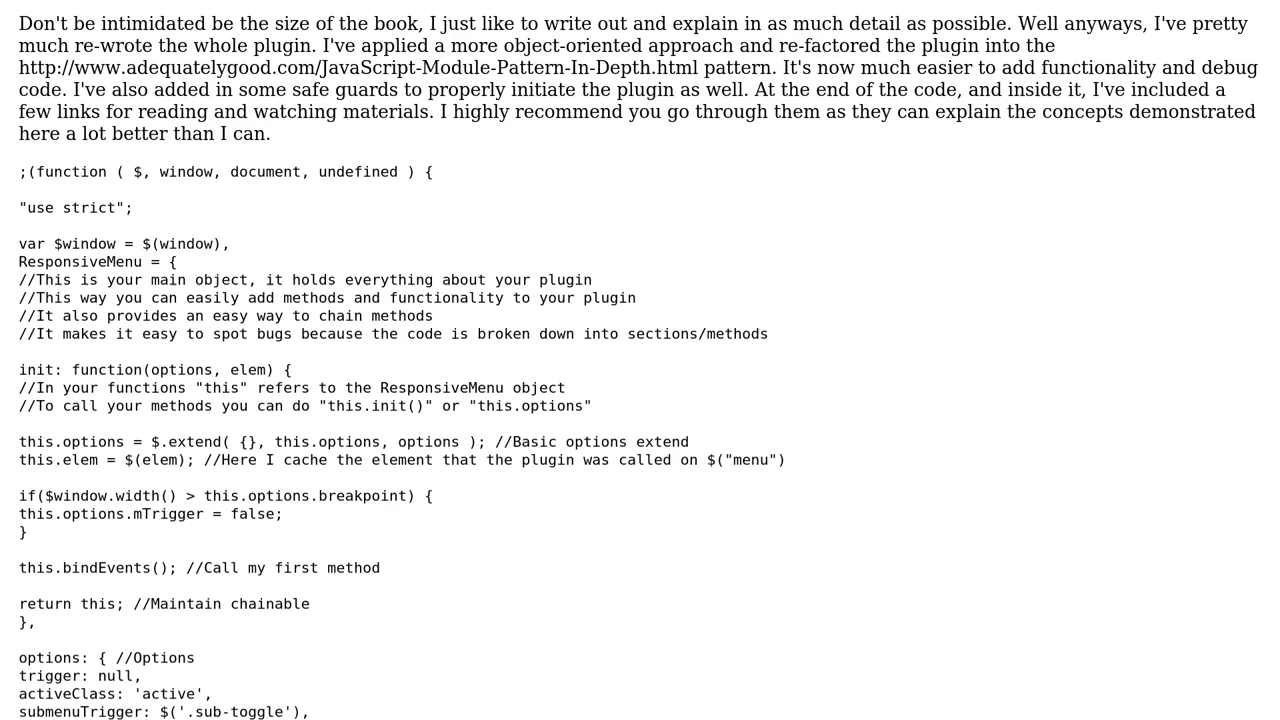 Don't be intimidated be the size of the book, I just like to write out and explain in as much detail as possible. Well anyways, I've pretty
much re-wrote the whole plugin. I've applied a more object-oriented approach and re-factored the plugin into the
http://www.adequatelygood.com/JavaScript-Module-Pattern-In-Depth.html pattern. It's now much easier to add functionality and debug
code. I've also added in some safe guards to properly initiate the plugin as well. At the end of the code, and inside it, I've included a
few links for reading and watching materials. I highly recommend you go through them as they can explain the concepts demonstrated
here a lot better than I can.
;(function ( $, window, document, undefined ) {
"use strict";
var $window = $(window),
ResponsiveMenu = {
//This is your main object, it holds everything about your plugin
//This way you can easily add methods and functionality to your plugin
//It also provides an easy way to chain methods
//It makes it easy to spot bugs because the code is broken down into sections/methods
init: function(options, elem) {
//In your functions "this" refers to the ResponsiveMenu object
//To call your methods you can do "this.init()" or "this.options"
this.options = $.extend( {}, this.options, options ); //Basic options extend
this.elem = $(elem); //Here I cache the element that the plugin was called on $("menu")
if($window.width() > this.options.breakpoint) {
this.options.mTrigger = false;
}
this.bindEvents(); //Call my first method
return this; //Maintain chainable
},
options: { //Options
trigger: null,
activeClass: 'active',
submenuTrigger: $('.sub-toggle'),